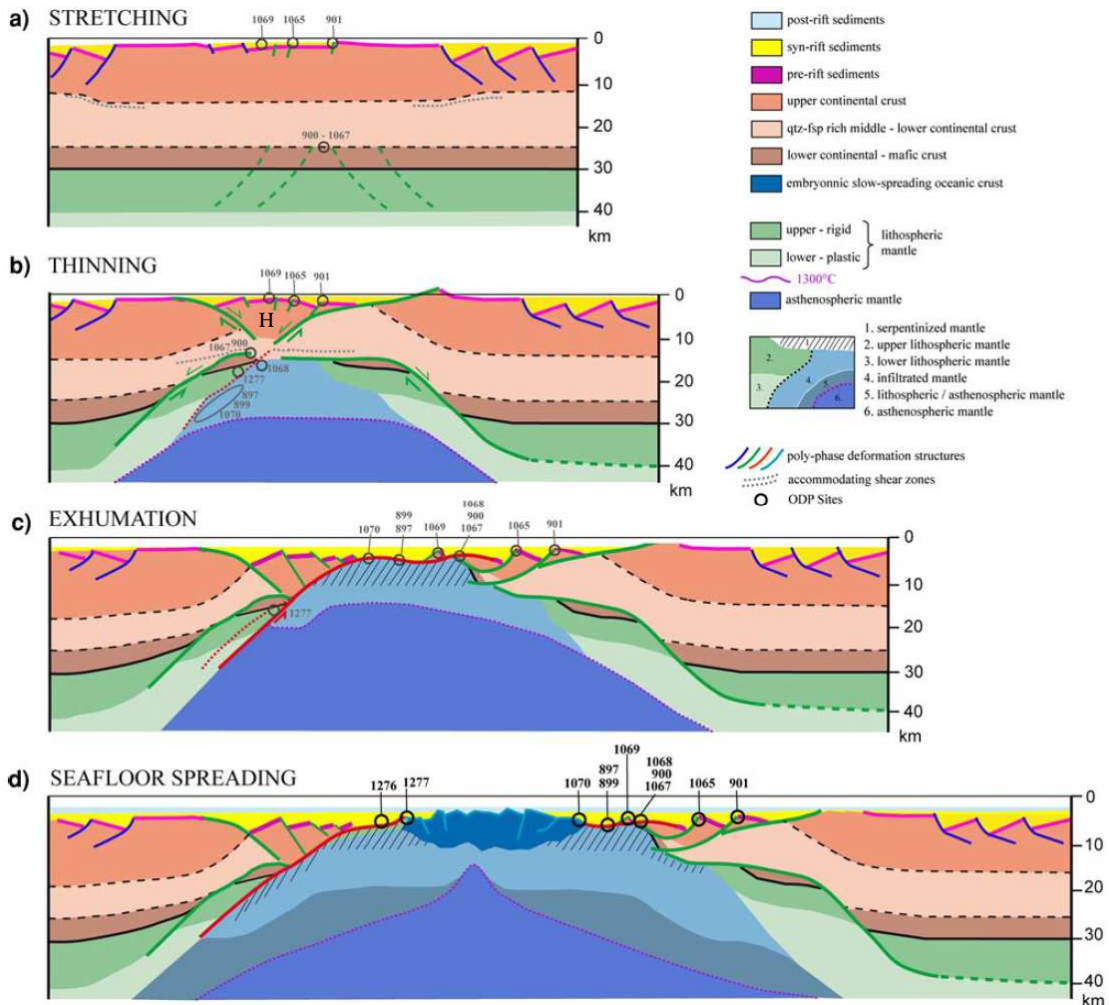 a) STRETCHING
1069 1065 901
0
10
20
30
40
km
900 - 1067
post-rift sediments
syn-rift sediments
pre-rift sediments
upper continental crust
qtz-fsp rich middle - lower continental crust
lower continental - mafic crust
embryonnic slow-spreading oceanic crust
upper - rigid
lower - plastic
lithospheric
mantle
1300°C
asthenospheric mantle
1. serpentinized mantle
2. upper lithospheric mantle
3. lower lithospheric mantle
4. infiltrated mantle
5. lithospheric / asthenospheric mantle
6. asthenospheric mantle
1.
2.
3.
4.
5.
6.
poly-phase deformation structures
accommodating shear zones
ODP Sites
b) THINNING
1069 1065 901
H
1067 900
1068
1277
897
899
1070
0
10
20
30
40
km
c) EXHUMATION
1070
899
897
1069
1068
900
1067
1065
901
1277
0
10
20
30
40
km
d) SEAFLOOR SPREADING
1276 1277
1070
897
899
1069
1068
900
1067
1065
901
0
10
20
30
40
km